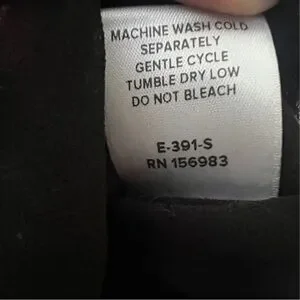 MACHINE WASH COLD
SEPARATELY
GENTLE CYCLE
TUMBLE DRY LOW
DO NOT BLEACH
E-391-S
RN 156983